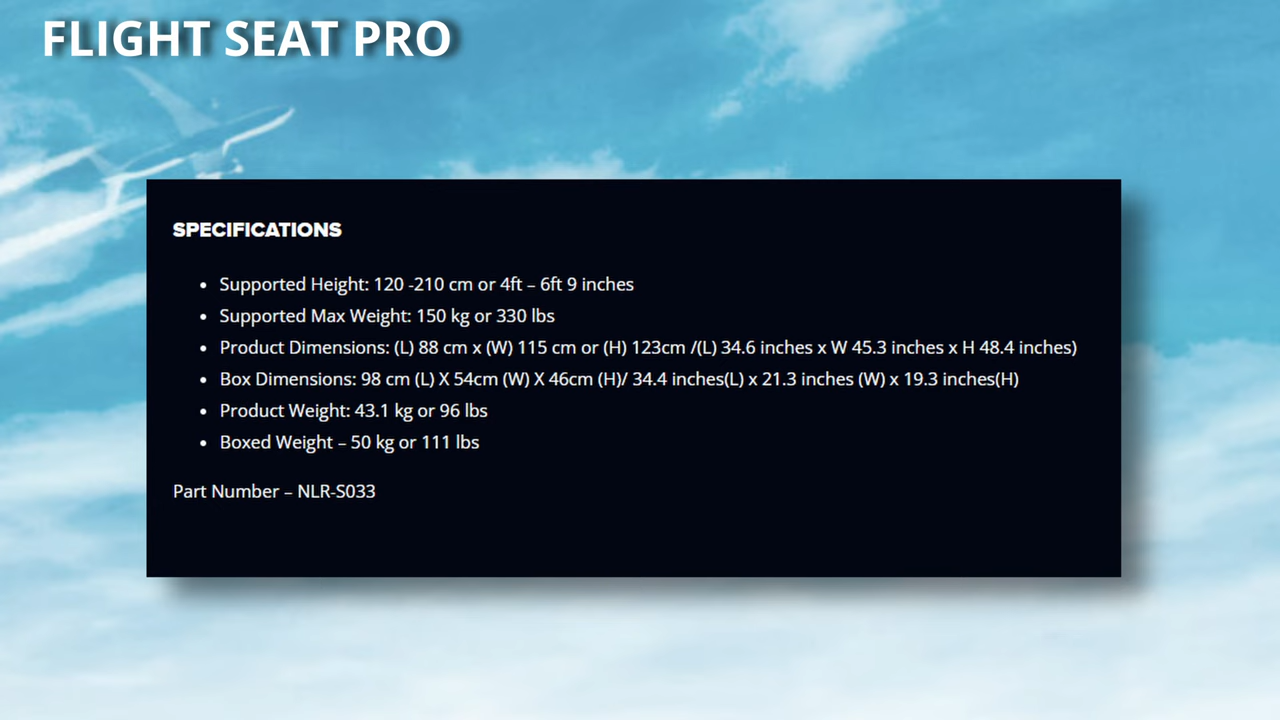 FLIGHT SEAT PRO
SPECIFICATIONS
• Supported Height: 120 -210 cm or 4ft – 6ft 9 inches
• Supported Max Weight: 150 kg or 330 lbs
• Product Dimensions: (L) 88 cm x (W) 115 cm or (H) 123cm /(L) 34.6 inches x W 45.3 inches x H 48.4 inches)
• Box Dimensions: 98 cm (L) X 54cm (W) X 46cm (H)/ 34.4 inches(L) x 21.3 inches (W) x 19.3 inches(H)
• Product Weight: 43.1 kg or 96 lbs
• Boxed Weight – 50 kg or 111 lbs
Part Number – NLR-S033